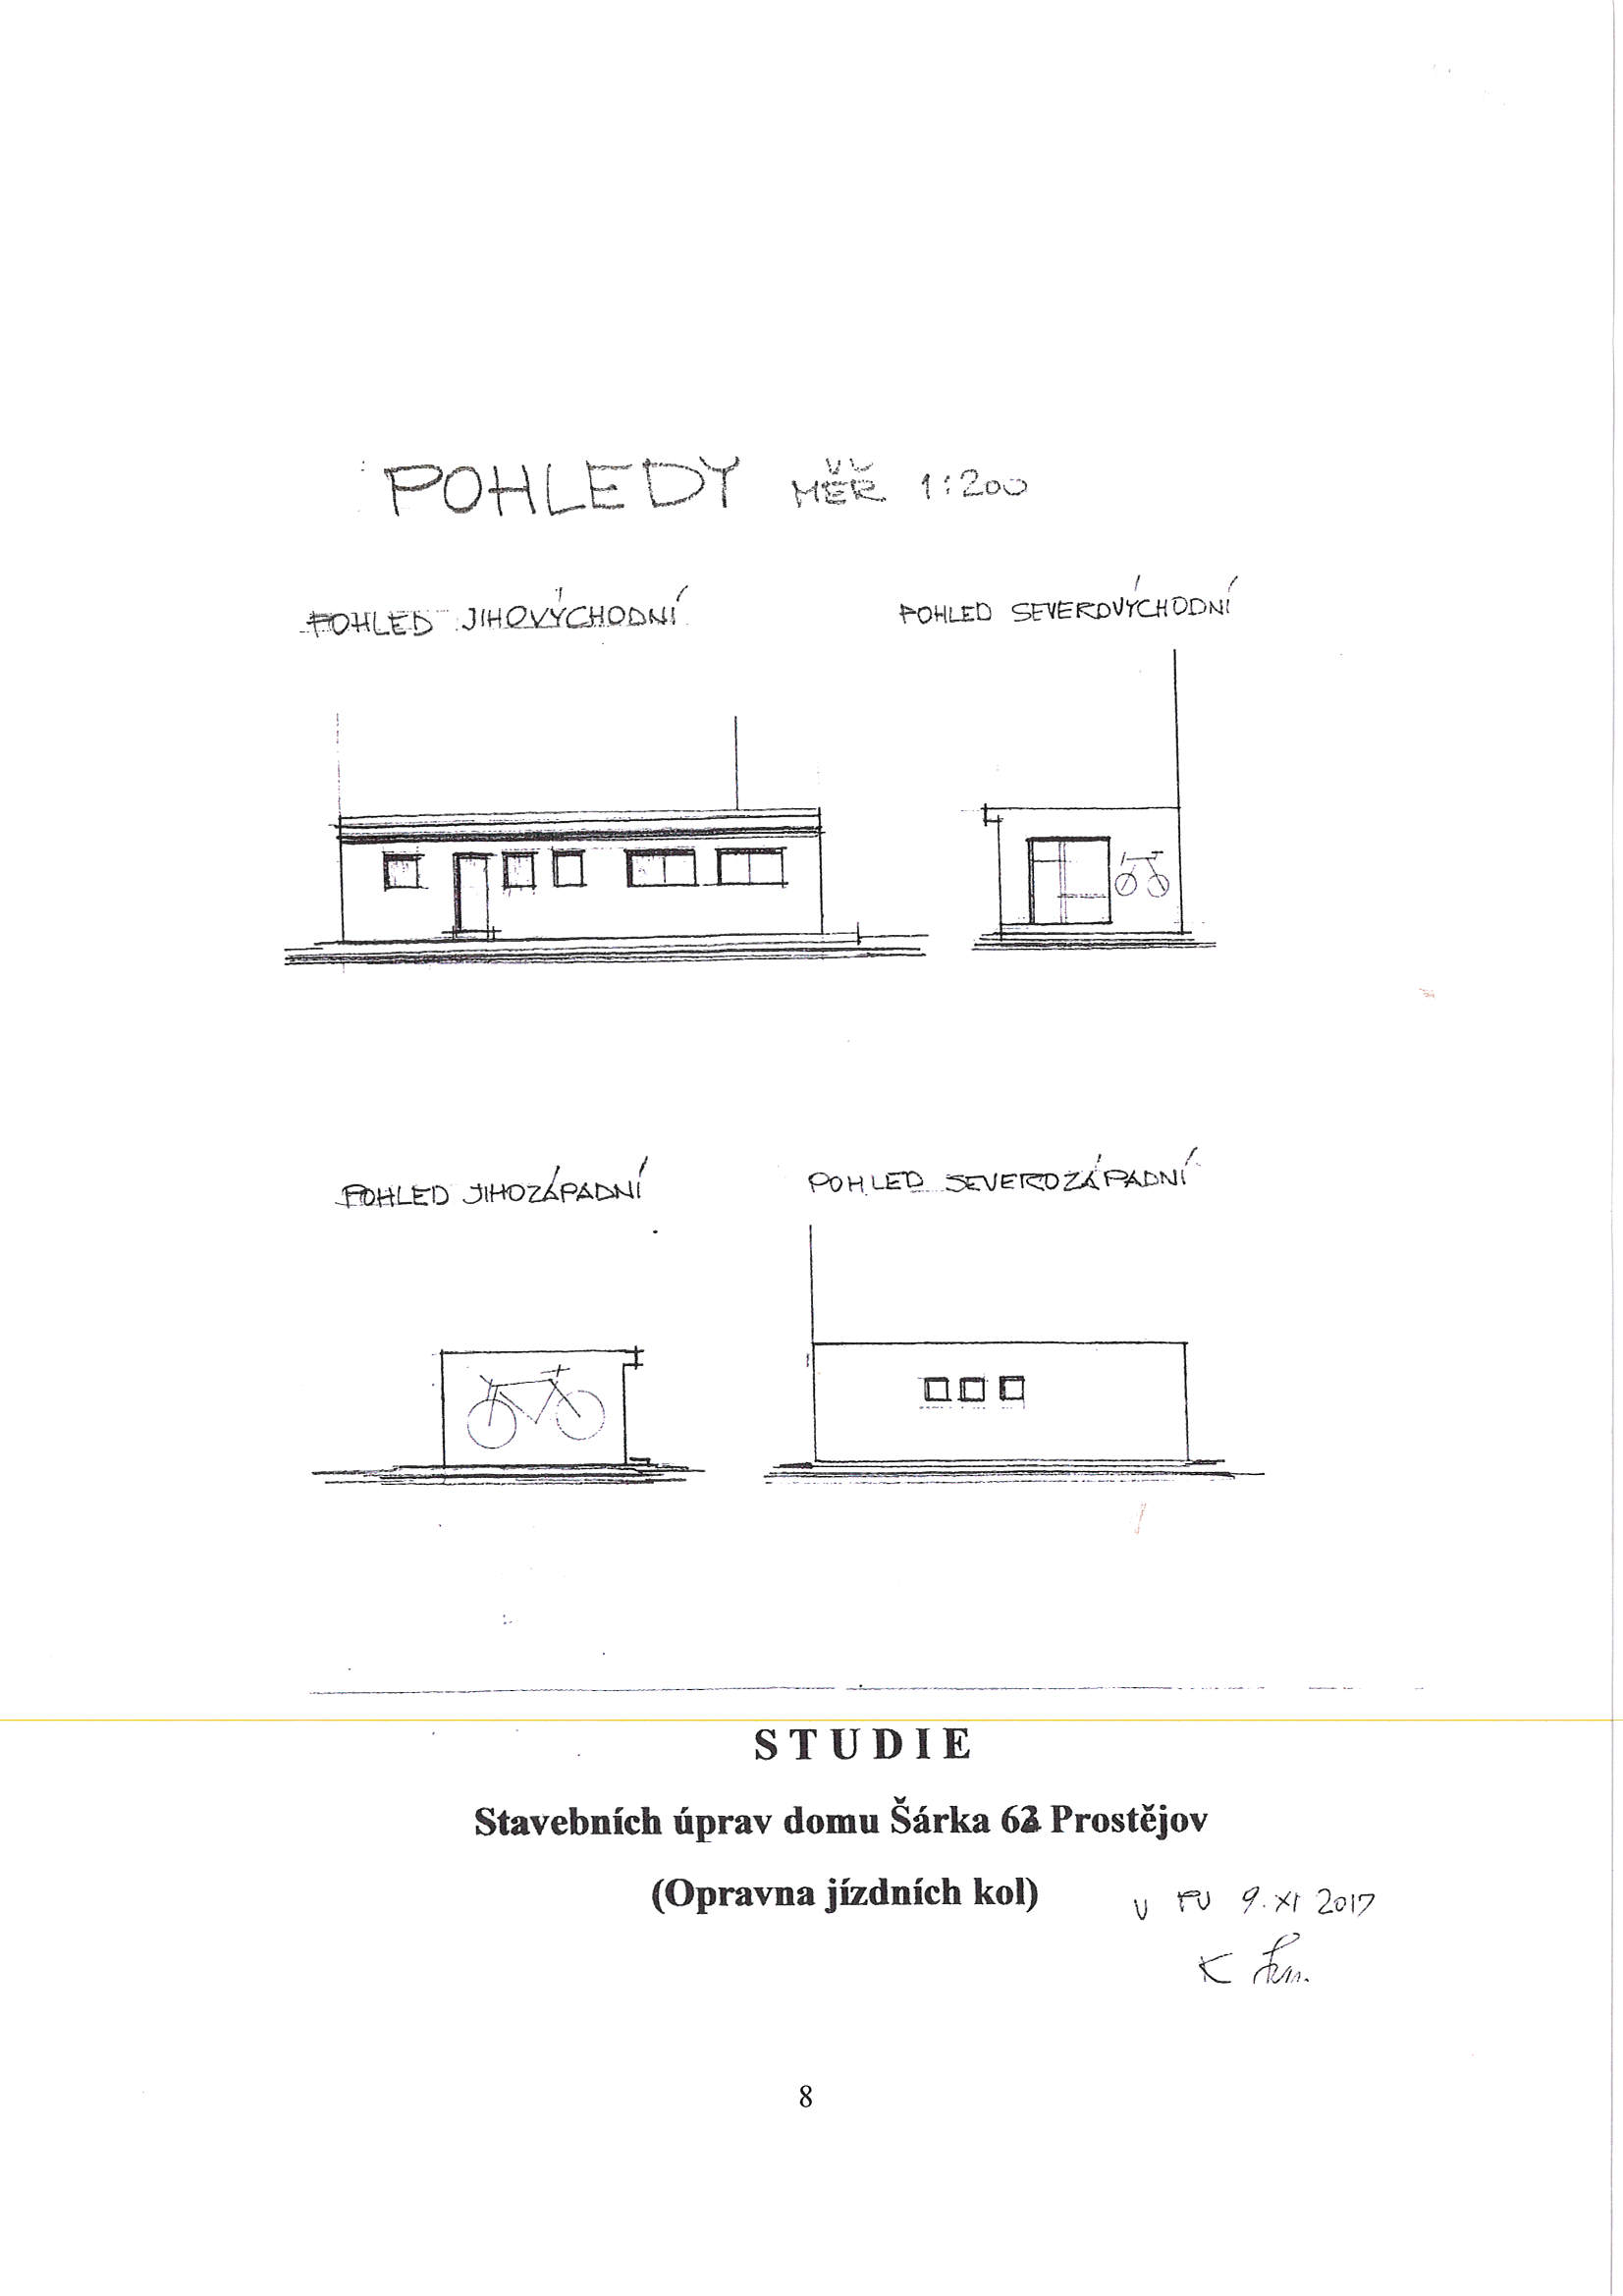 POHLEDY MĚŘ 1:200
POHLED JIHOVÝCHODNÍ
POHLED SEVEROVÝCHODNÍ
POHLED JIHOZÁPADNÍ
POHLED SEVEROZÁPADNÍ
STUDIE
Stavebních úprav domu Šárka Prostějov
(Opravna jízdních kol)
V PV 9. XI 2017
K
8